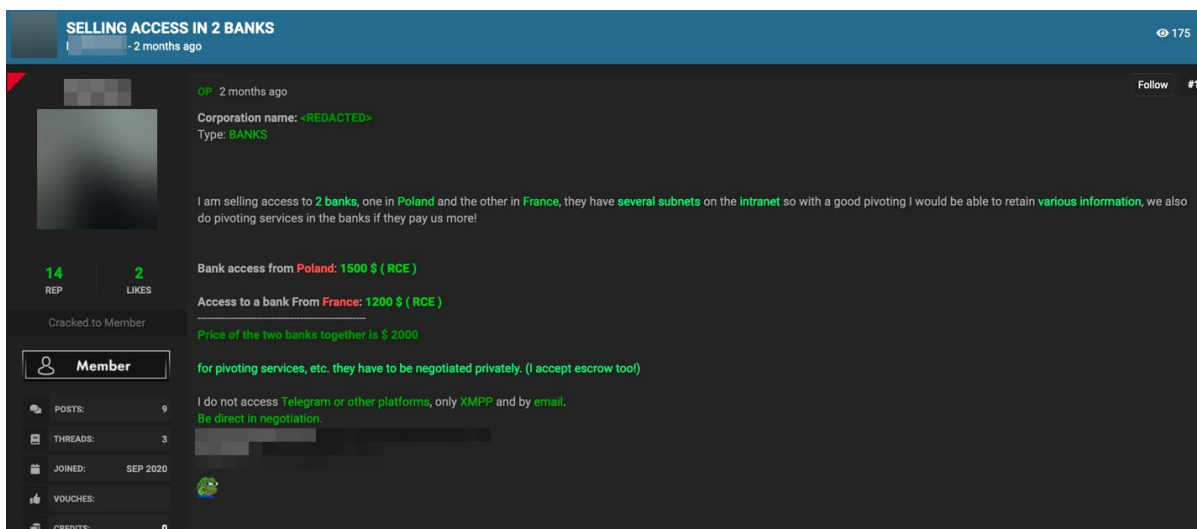 SELLING ACCESS IN 2 BANKS
- 2 months ago
175
OP 2 months ago
Follow #1
Corporation name: <REDACTED>
Type: BANKS
I am selling access to 2 banks, one in Poland and the other in France, they have several subnets on the intranet so with a good pivoting I would be able to retain various information, we also
do pivoting services in the banks if they pay us more!
Bank access from Poland: 1500 $ ( RCE )
Access to a bank From France: 1200 $ ( RCE )
Price of the two banks together is $ 2000
for pivoting services, etc. they have to be negotiated privately. (I accept escrow too!)
I do not access Telegram or other platforms, only XMPP and by email.
Be direct in negotiation.
14 2
REP LIKES
Cracked.to Member
Member
POSTS: 9
THREADS: 3
JOINED: SEP 2020
VOUCHES:
CREDITS: 0